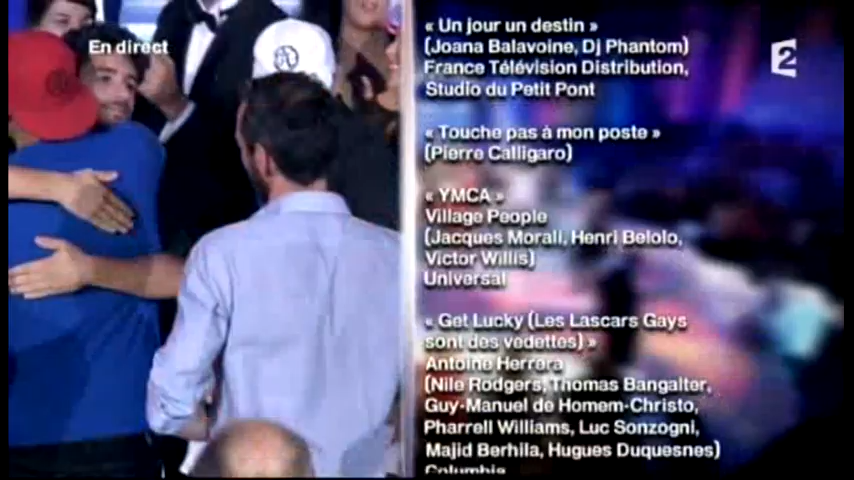 En direct
2
« Un jour un destin »
(Joana Balavoine, Dj Phantom)
France Télévision Distribution,
Studio du Petit Pont
« Touche pas à mon poste »
(Pierre Calligaro)
« YMCA »
Village People
(Jacques Morali, Henri Belolo,
Victor Willis)
Universal
« Get Lucky (Les Lascars Gays
sont des vedettes) »
Antoine Herrera
(Nile Rodgers, Thomas Bangalter,
Guy-Manuel de Homem-Christo,
Pharrell Williams, Luc Sonzogni,
Majid Berhila, Hugues Duquesnes)
Columbia